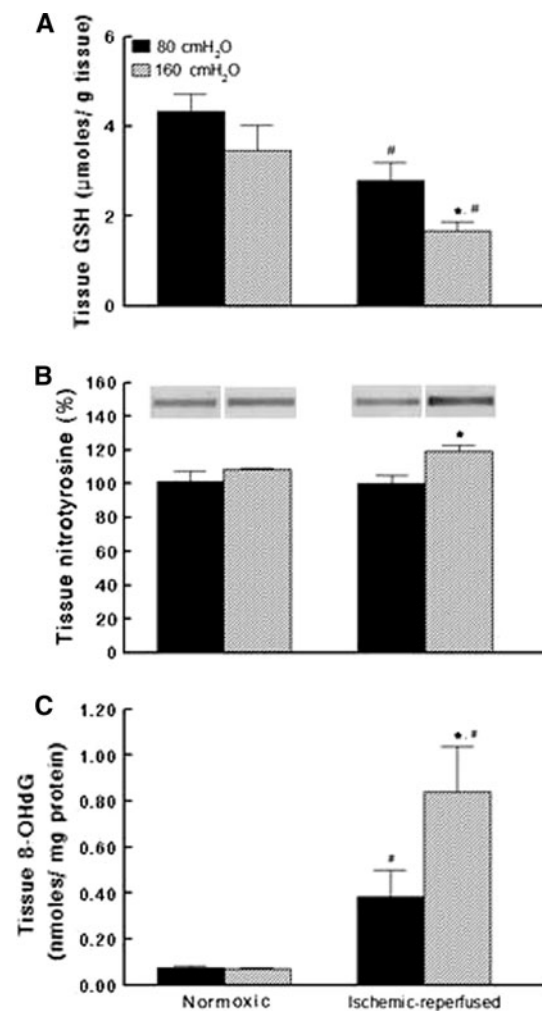 A
Tissue GSH (µmoles/ g tissue)
6
4
2
0
80 cmH₂O
160 cmH₂O
#
*, #
B
Tissue nitrotyrosine (%)
160
140
120
100
80
60
40
20
0
*
C
Tissue 8-OHdG
(nmoles/ mg protein)
1.20
1.00
0.80
0.60
0.40
0.20
0.00
#
*, #
Normoxic
Ischemic-reperfused